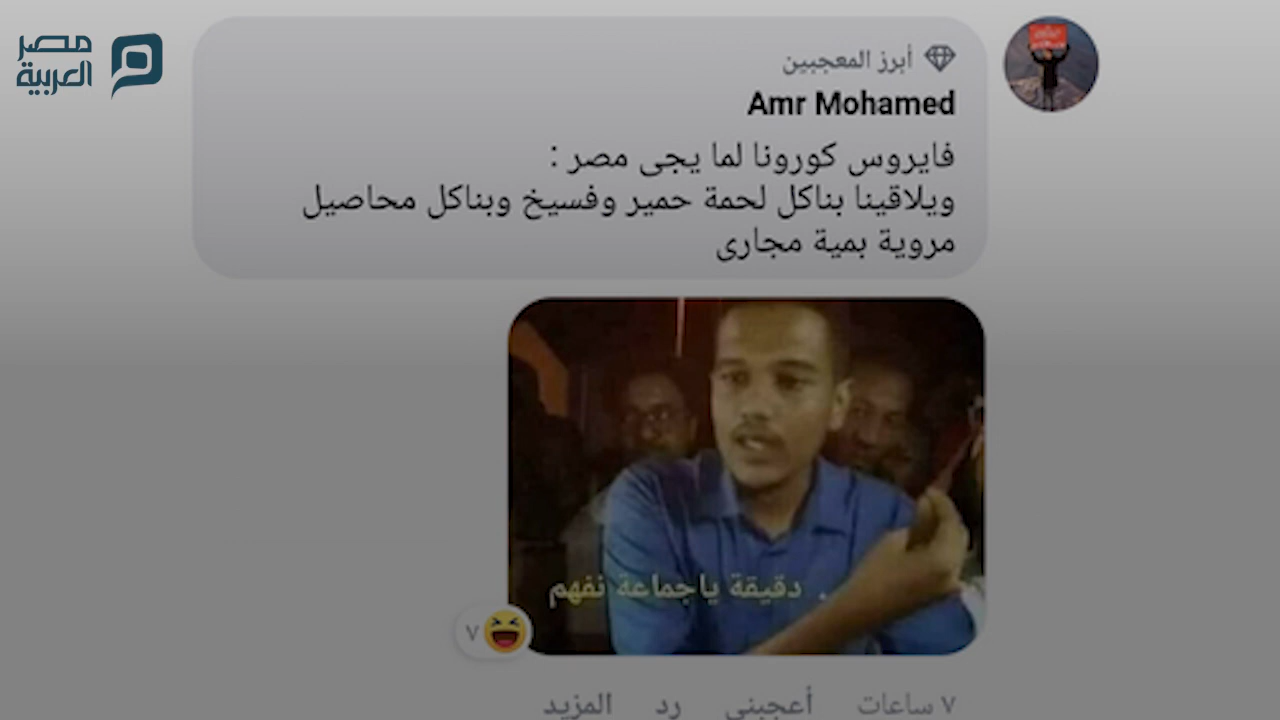 مصر
العربية
أبرز المعجبين
Amr Mohamed
فايروس كورونا لما يجى مصر :
ويلاقينا بناكل لحمة حمير وفسيخ وبناكل محاصيل
مروية بمية مجارى
. دقيقة ياجماعة نفهم
٧
٧ ساعات أعجبني رد المزيد